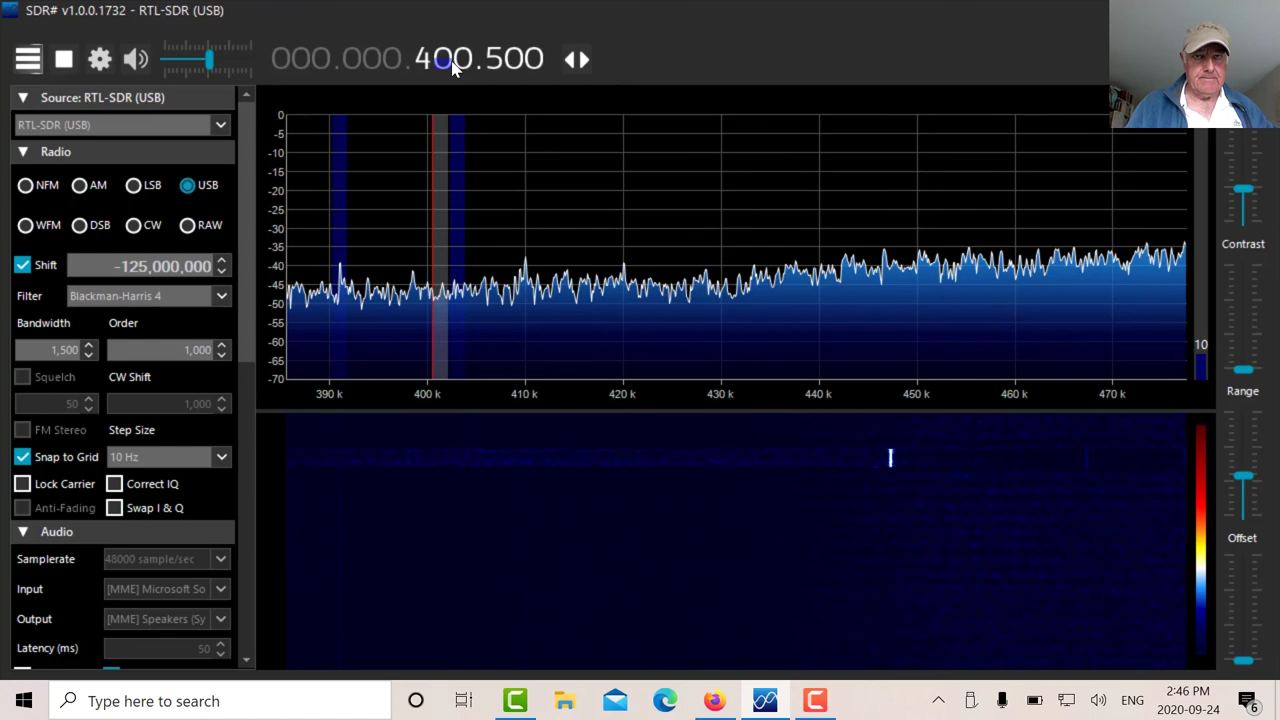 SDR# v1.0.0.1732 - RTL-SDR (USB)
000.000.400.500
Source: RTL-SDR (USB)
RTL-SDR (USB)
Radio
NFM AM LSB USB
WFM DSB CW RAW
Shift -125,000,000
Filter Blackman-Harris 4
Bandwidth Order
1,500 1,000
Squelch CW Shift
50 1,000
FM Stereo Step Size
Snap to Grid 10 Hz
Lock Carrier Correct IQ
Anti-Fading Swap I & Q
Audio
Samplerate 48000 sample/sec
Input [MME] Microsoft So
Output [MME] Speakers (Sy
Latency (ms) 50
0
-5
-10
-15
-20
-25
-30
-35
-40
-45
-50
-55
-60
-65
-70
390 k 400 k 410 k 420 k 430 k 440 k 450 k 460 k 470 k
10
Contrast
Range
Offset
Type here to search
ENG
2:46 PM
2020-09-24
6